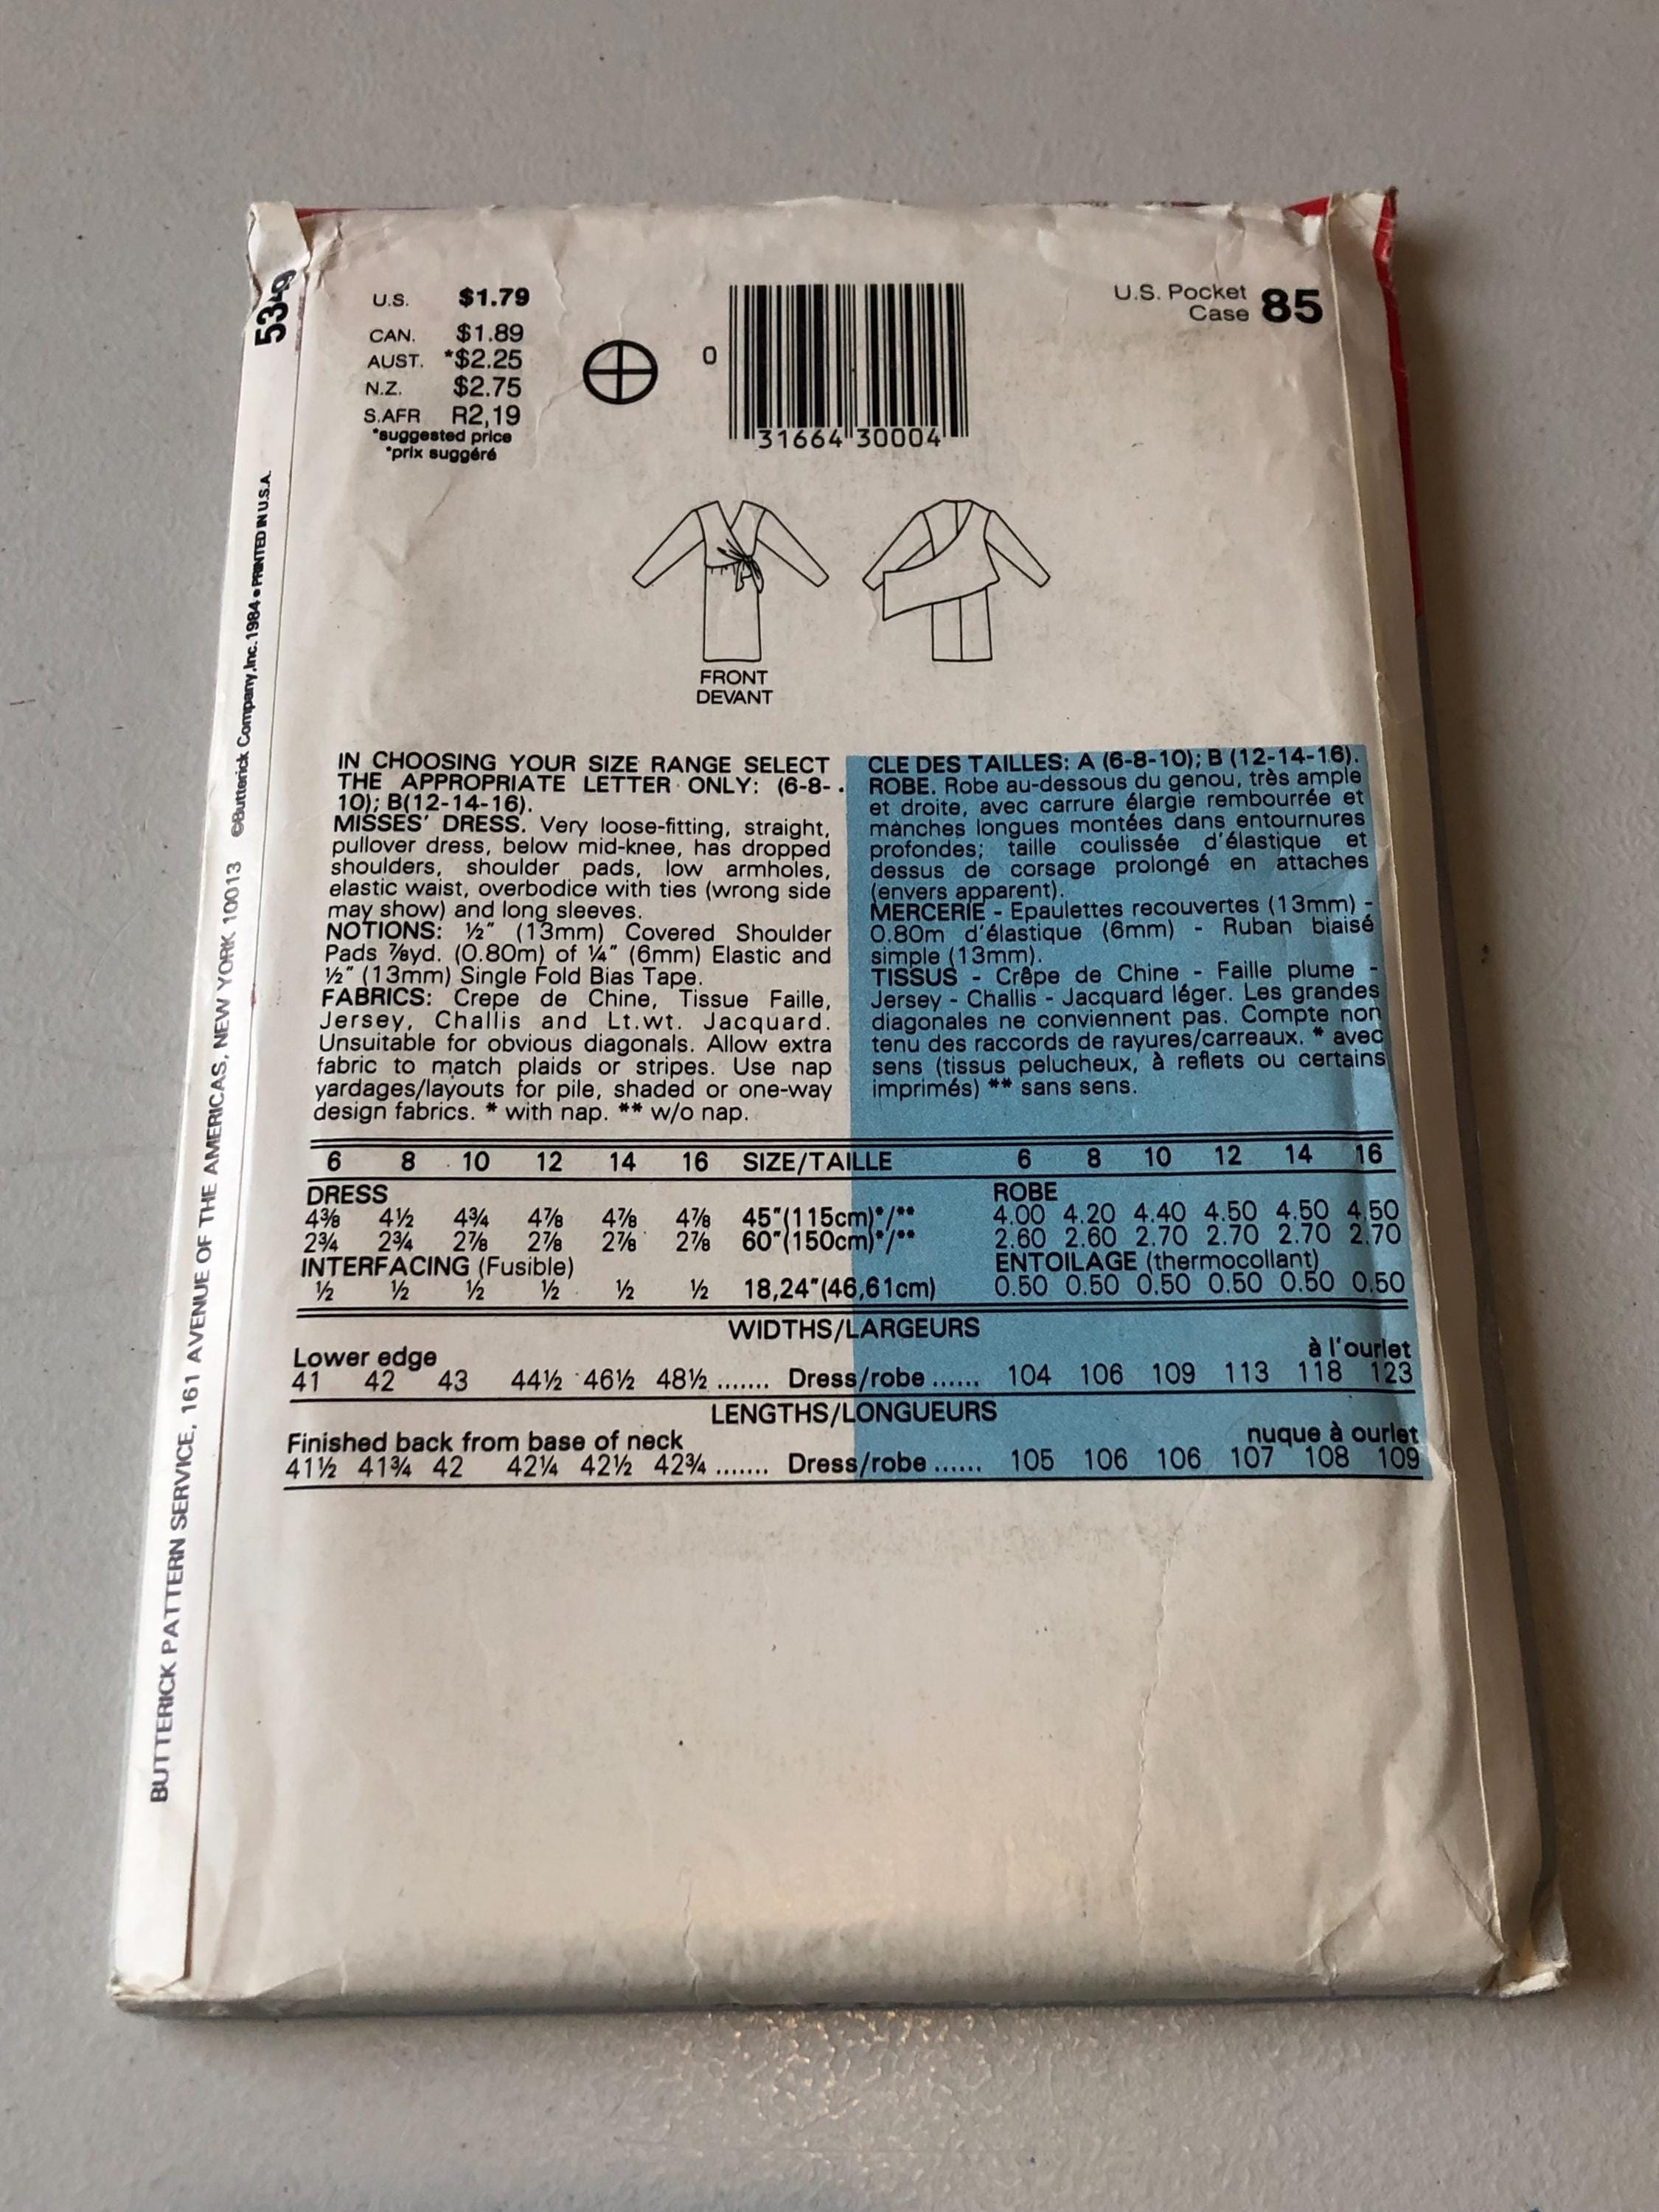 5349
©Butterick Company,Inc.1984 • PRINTED IN U.S.A.
BUTTERICK PATTERN SERVICE, 161 AVENUE OF THE AMERICAS, NEW YORK 10013
U.S. $1.79
CAN. $1.89
AUST. *$2.25
N.Z. $2.75
S.AFR R2,19
*suggested price
*prix suggéré
0 31664 30004
U.S. Pocket
Case 85
FRONT
DEVANT
IN CHOOSING YOUR SIZE RANGE SELECT
THE APPROPRIATE LETTER ONLY: (6-8-
10); B(12-14-16).
MISSES' DRESS. Very loose-fitting, straight,
pullover dress, below mid-knee, has dropped
shoulders, shoulder pads, low armholes,
elastic waist, overbodice with ties (wrong side
may show) and long sleeves.
NOTIONS: ½" (13mm) Covered Shoulder
Pads ⅞yd. (0.80m) of ¼" (6mm) Elastic and
½" (13mm) Single Fold Bias Tape.
FABRICS: Crepe de Chine, Tissue Faille,
Jersey, Challis and Lt.wt. Jacquard.
Unsuitable for obvious diagonals. Allow extra
fabric to match plaids or stripes. Use nap
yardages/layouts for pile, shaded or one-way
design fabrics. * with nap. ** w/o nap.
CLE DES TAILLES: A (6-8-10); B (12-14-16).
ROBE. Robe au-dessous du genou, très ample
et droite, avec carrure élargie rembourrée et
manches longues montées dans entournures
profondes; taille coulissée d'élastique et
dessus de corsage prolongé en attaches
(envers apparent).
MERCERIE - Epaulettes recouvertes (13mm) -
0.80m d'élastique (6mm) - Ruban biaisé
simple (13mm).
TISSUS - Crêpe de Chine - Faille plume -
Jersey - Challis - Jacquard léger. Les grandes
diagonales ne conviennent pas. Compte non
tenu des raccords de rayures/carreaux. * avec
sens (tissus pelucheux, à reflets ou certains
imprimés) ** sans sens.
6 8 10 12 14 16 SIZE/TAILLE 6 8 10 12 14 16
DRESS ROBE
4⅜ 4½ 4¾ 4⅞ 4⅞ 4⅞ 45"(115cm)*/** 4.00 4.20 4.40 4.50 4.50 4.50
2¾ 2¾ 2⅞ 2⅞ 2⅞ 2⅞ 60"(150cm)*/** 2.60 2.60 2.70 2.70 2.70 2.70
INTERFACING (Fusible) ENTOILAGE (thermocollant)
½ ½ ½ ½ ½ ½ 18,24"(46,61cm) 0.50 0.50 0.50 0.50 0.50 0.50
WIDTHS/LARGEURS
Lower edge à l'ourlet
41 42 43 44½ 46½ 48½ ....... Dress/robe ...... 104 106 109 113 118 123
LENGTHS/LONGUEURS
Finished back from base of neck nuque à ourlet
41½ 41¾ 42 42¼ 42½ 42¾ ....... Dress/robe ...... 105 106 106 107 108 109